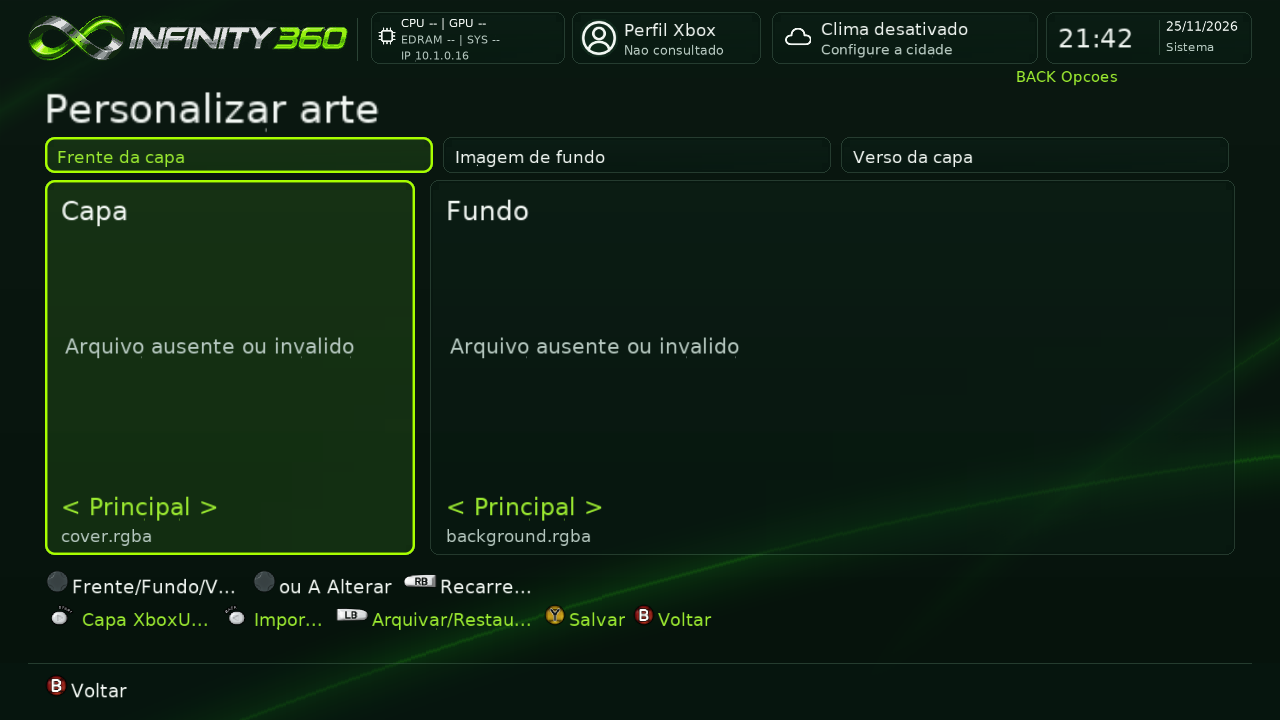 INFINITY 360
CPU -- | GPU --
EDRAM -- | SYS --
IP 10.1.0.16
Perfil Xbox
Nao consultado
Clima desativado
Configure a cidade
21:42
25/11/2026
Sistema
BACK Opcoes
Personalizar arte
Frente da capa
Imagem de fundo
Verso da capa
Capa
Arquivo ausente ou invalido
< Principal >
cover.rgba
Fundo
Arquivo ausente ou invalido
< Principal >
background.rgba
Frente/Fundo/V... ou A Alterar RB Recarre...
Capa XboxU... Impor... LB Arquivar/Restau... Y Salvar B Voltar
B Voltar